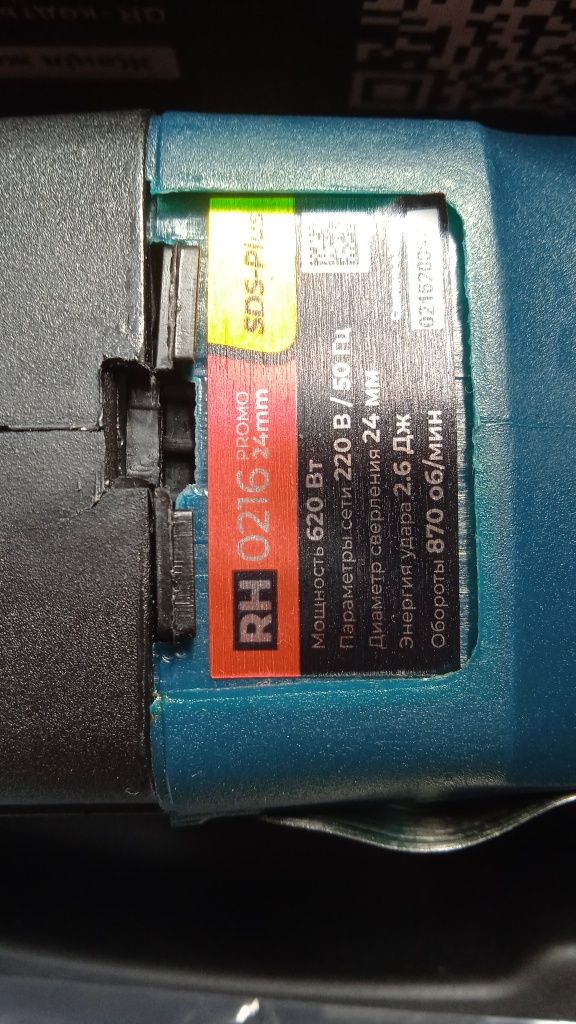 RH 0216 PROMO
24mm
SDS-Plus
Мощность 620 Вт
Параметры сети 220 В / 50 Гц
Диаметр сверления 24 мм
Энергия удара 2.6 Дж
Обороты 870 об/мин